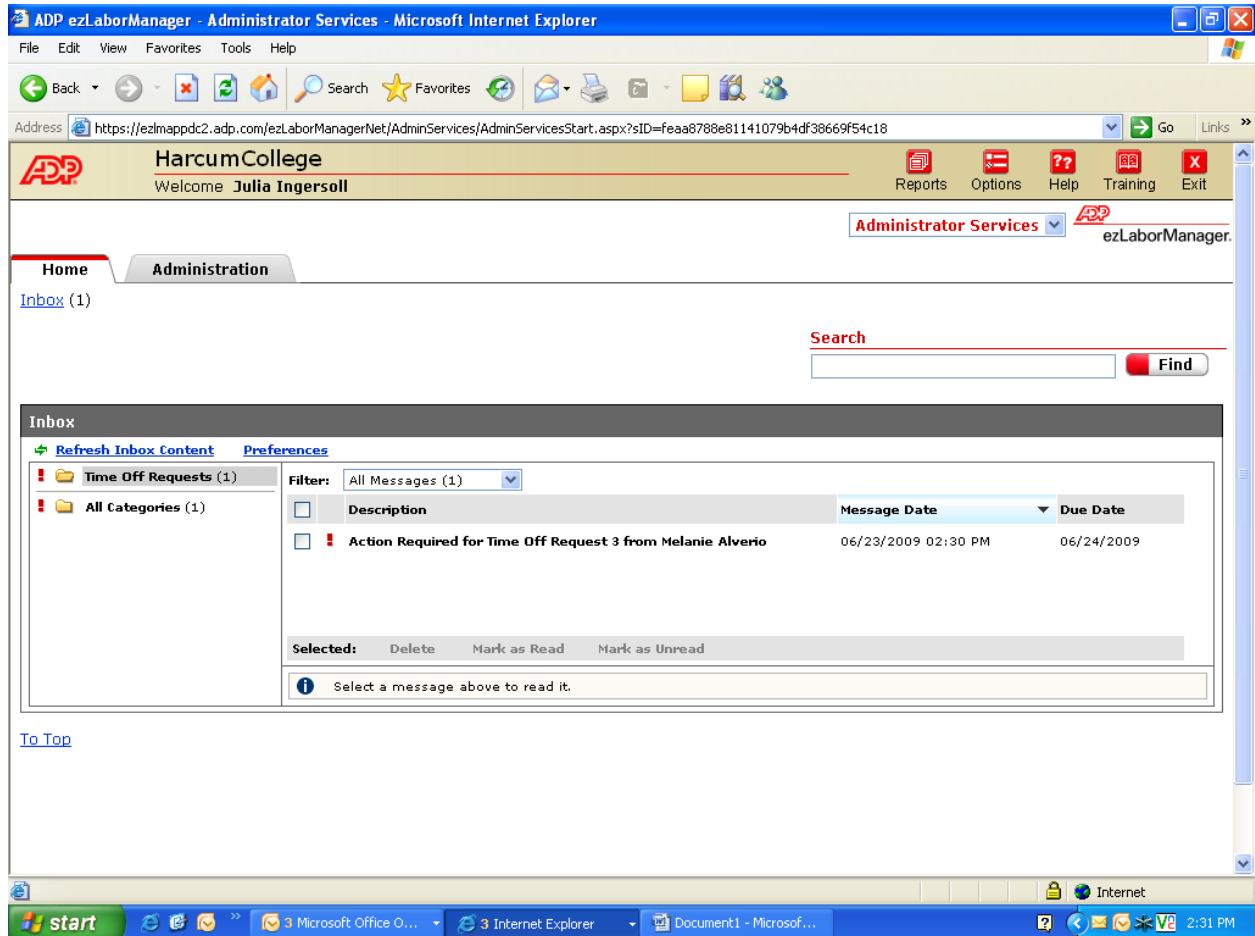 ADP ezLaborManager - Administrator Services - Microsoft Internet Explorer
File Edit View Favorites Tools Help
Back Search Favorites
Address https://ezlmappdc2.adp.com/ezLaborManagerNet/AdminServices/AdminServicesStart.aspx?sID=feaa8788e81141079b4df38669f54c18 Go Links »
ADP HarcumCollege
Welcome Julia Ingersoll
Reports Options Help Training Exit
Administrator Services ADP ezLaborManager.
Home Administration
Inbox (1)
Search
Find
Inbox
Refresh Inbox Content Preferences
! Time Off Requests (1)
! All Categories (1)
Filter: All Messages (1)
Description Message Date Due Date
! Action Required for Time Off Request 3 from Melanie Alverio 06/23/2009 02:30 PM 06/24/2009
Selected: Delete Mark as Read Mark as Unread
Select a message above to read it.
To Top
Internet
start » 3 Microsoft Office O... 3 Internet Explorer Document1 - Microsof... 2:31 PM